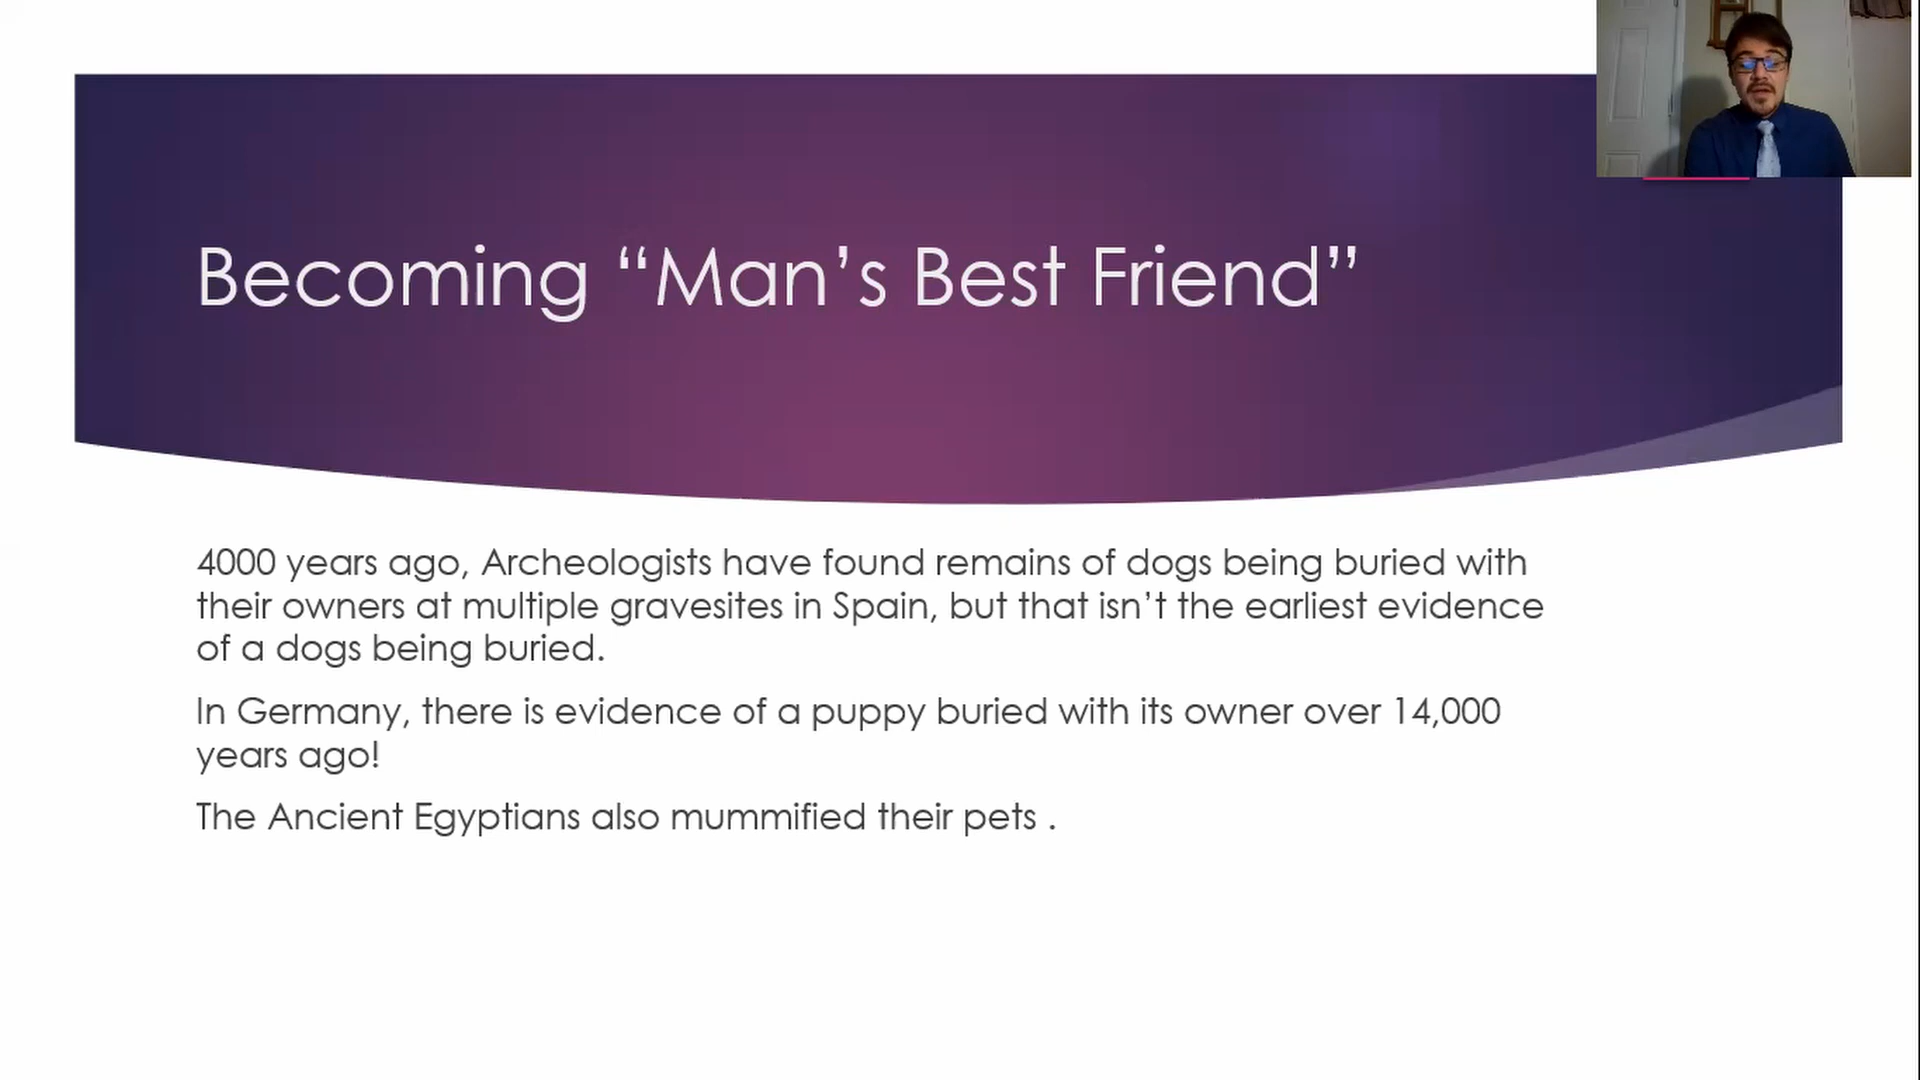 Becoming “Man’s Best Friend”
4000 years ago, Archeologists have found remains of dogs being buried with
their owners at multiple gravesites in Spain, but that isn’t the earliest evidence
of a dogs being buried.
In Germany, there is evidence of a puppy buried with its owner over 14,000
years ago!
The Ancient Egyptians also mummified their pets .